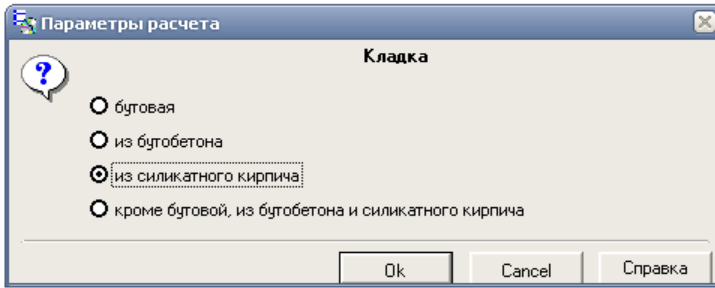 Параметры расчета
Кладка
бутовая
из бутобетона
из силикатного кирпича
кроме бутовой, из бутобетона и силикатного кирпича
Ok Cancel Справка